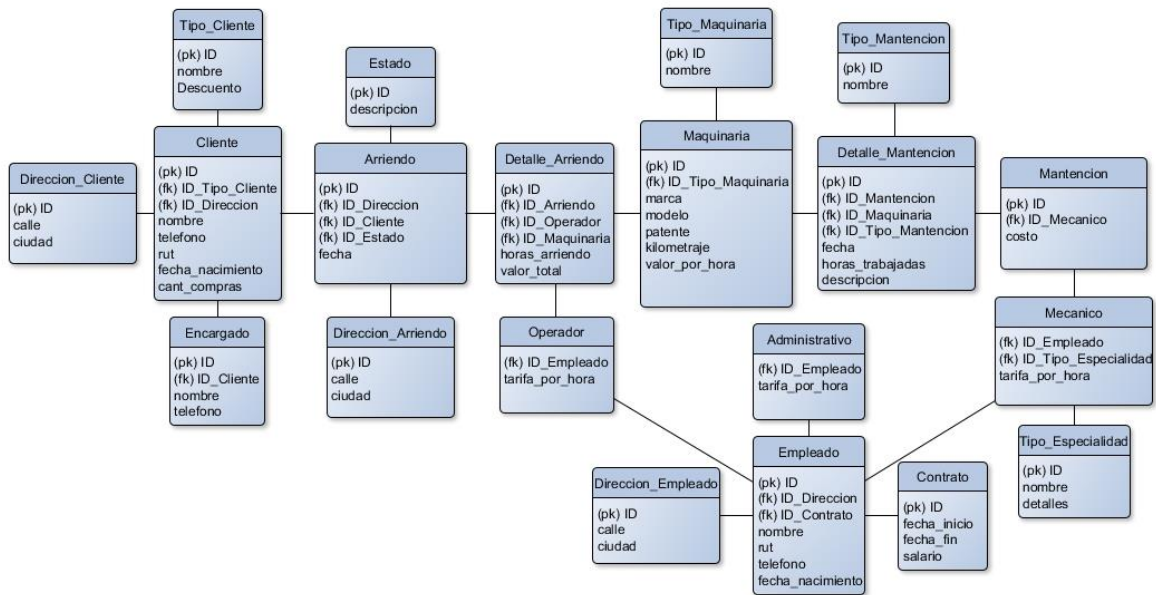 Tipo_Cliente
(pk) ID
nombre
Descuento
Estado
(pk) ID
descripcion
Tipo_Maquinaria
(pk) ID
nombre
Tipo_Mantencion
(pk) ID
nombre
Direccion_Cliente
(pk) ID
calle
ciudad
Cliente
(pk) ID
(fk) ID_Tipo_Cliente
(fk) ID_Direccion
nombre
telefono
rut
fecha_nacimiento
cant_compras
Arriendo
(pk) ID
(fk) ID_Direccion
(fk) ID_Cliente
(fk) ID_Estado
fecha
Detalle_Arriendo
(pk) ID
(fk) ID_Arriendo
(fk) ID_Operador
(fk) ID_Maquinaria
horas_arriendo
valor_total
Maquinaria
(pk) ID
(fk) ID_Tipo_Maquinaria
marca
modelo
patente
kilometraje
valor_por_hora
Detalle_Mantencion
(pk) ID
(fk) ID_Mantencion
(fk) ID_Maquinaria
(fk) ID_Tipo_Mantencion
fecha
horas_trabajadas
descripcion
Mantencion
(pk) ID
(fk) ID_Mecanico
costo
Encargado
(pk) ID
(fk) ID_Cliente
nombre
telefono
Direccion_Arriendo
(pk) ID
calle
ciudad
Operador
(fk) ID_Empleado
tarifa_por_hora
Administrativo
(fk) ID_Empleado
tarifa_por_hora
Mecanico
(fk) ID_Empleado
(fk) ID_Tipo_Especialidad
tarifa_por_hora
Direccion_Empleado
(pk) ID
calle
ciudad
Empleado
(pk) ID
(fk) ID_Direccion
(fk) ID_Contrato
nombre
rut
telefono
fecha_nacimiento
Contrato
(pk) ID
fecha_inicio
fecha_fin
salario
Tipo_Especialidad
(pk) ID
nombre
detalles